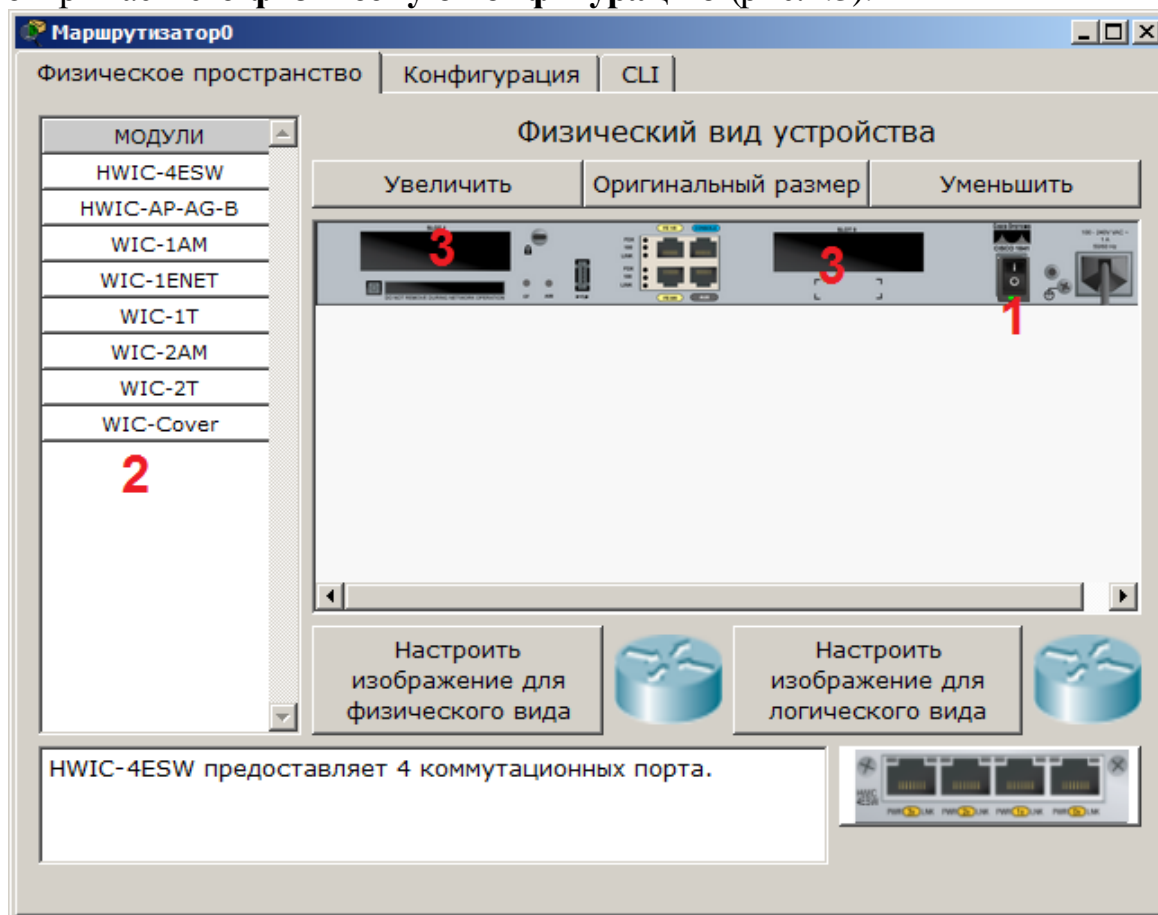 Маршрутизатор0
Физическое пространство
Конфигурация
CLI
МОДУЛИ
HWIC-4ESW
HWIC-AP-AG-B
WIC-1AM
WIC-1ENET
WIC-1T
WIC-2AM
WIC-2T
WIC-Cover
2
Физический вид устройства
Увеличить
Оригинальный размер
Уменьшить
3
3
1
Настроить
изображение для
физического вида
Настроить
изображение для
логического вида
HWIC-4ESW предоставляет 4 коммутационных порта.
HWIC
4ESW